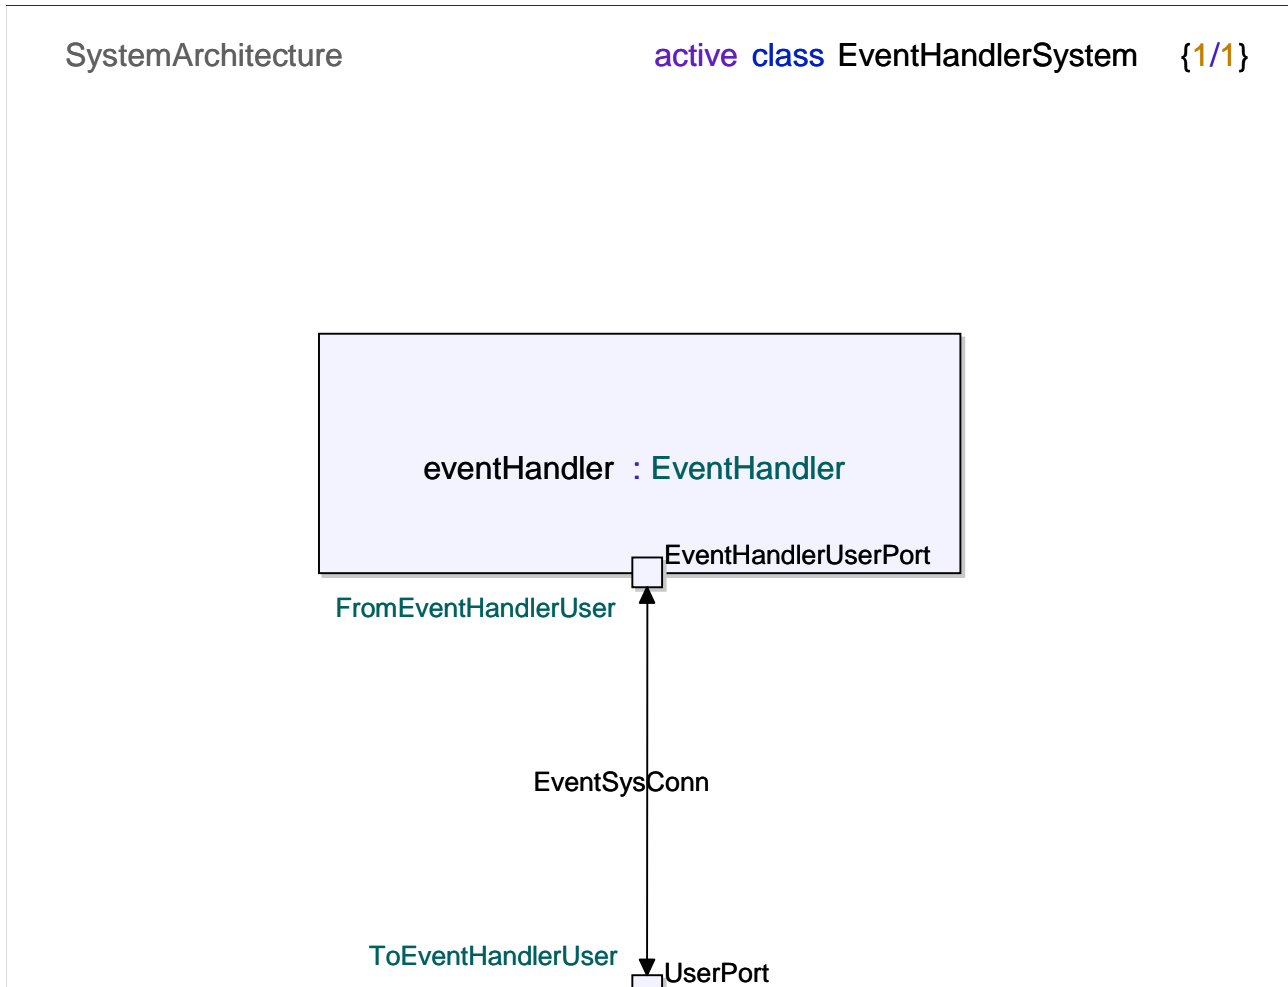 SystemArchitecture active class EventHandlerSystem {1/1}
eventHandler : EventHandler
EventHandlerUserPort
FromEventHandlerUser
EventSysConn
ToEventHandlerUser
UserPort